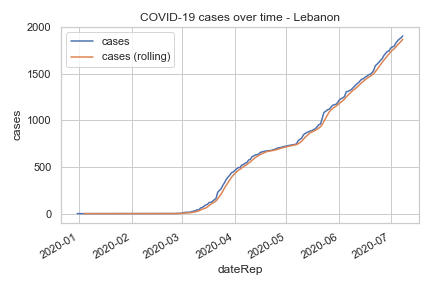 COVID-19 cases over time - Lebanon
cases
cases (rolling)
2000
1500
1000
500
0
cases
2020-01
2020-02
2020-03
2020-04
2020-05
2020-06
2020-07
dateRep